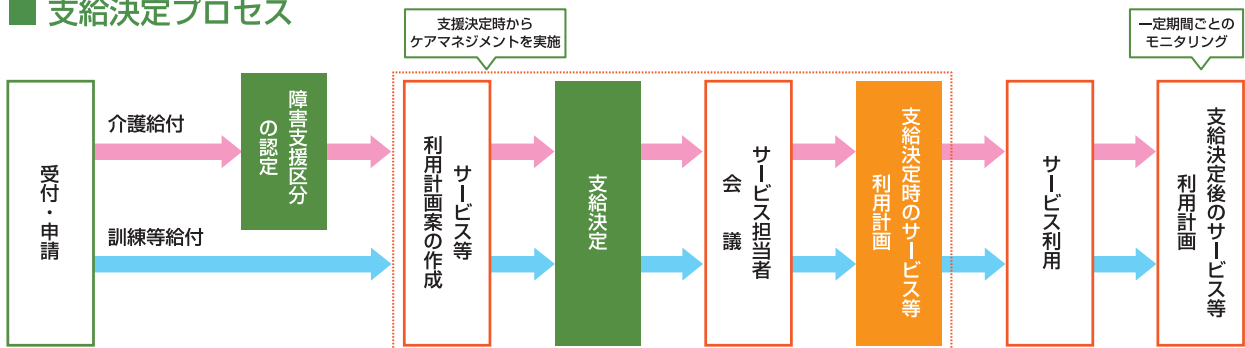 支給決定プロセス
支援決定時から
ケアマネジメントを実施
一定期間ごとの
モニタリング
受付・申請
介護給付
訓練等給付
障害支援区分
の認定
サービス等
利用計画案の作成
支給決定
サービス担当者
会議
支給決定時のサービス等
利用計画
サービス利用
支給決定後のサービス等
利用計画